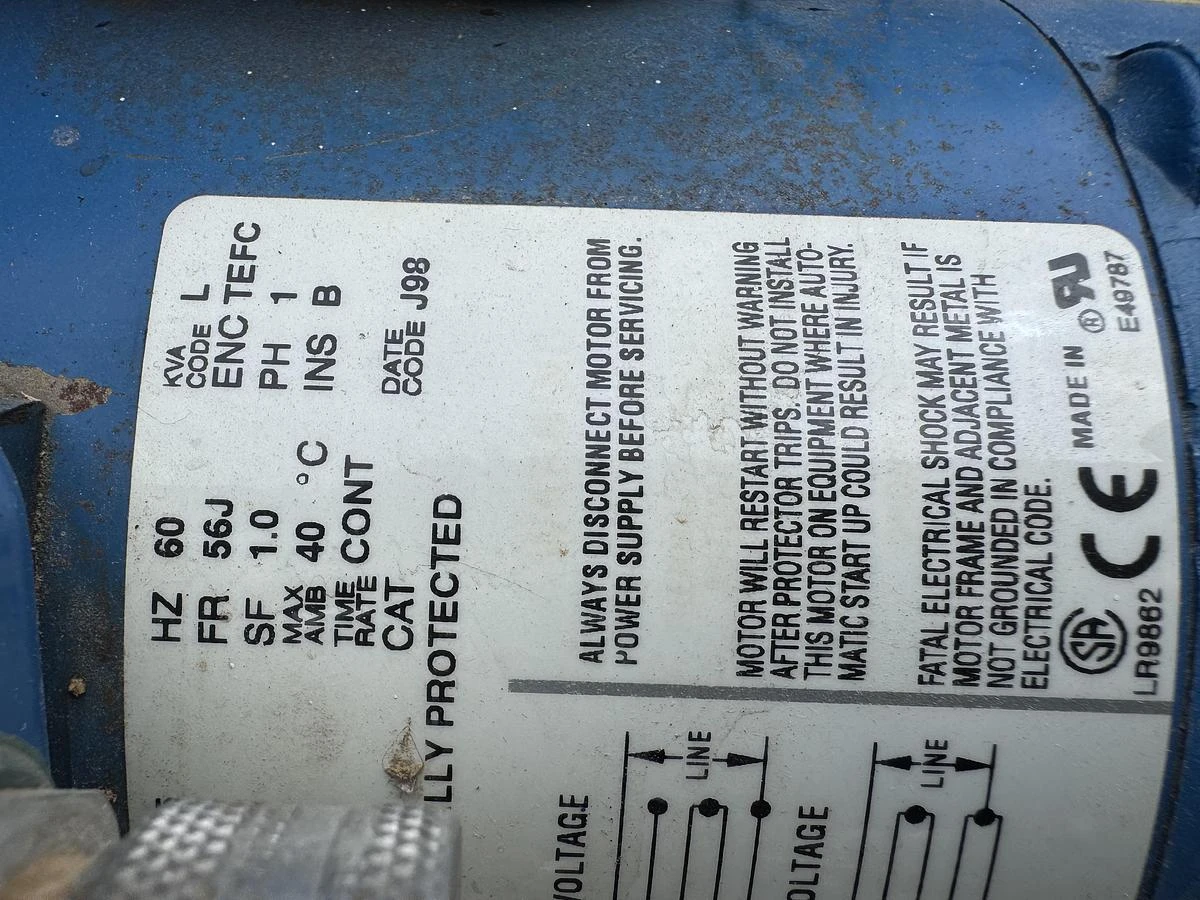 HZ 60
KVA CODE L
FR 56J
ENC TEFC
SF 1.0
PH 1
MAX AMB 40 °C
INS B
TIME RATE CONT
CAT
DATE CODE J98
LLY PROTECTED
ALWAYS DISCONNECT MOTOR FROM
POWER SUPPLY BEFORE SERVICING.
MOTOR WILL RESTART WITHOUT WARNING
AFTER PROTECTOR TRIPS. DO NOT INSTALL
THIS MOTOR ON EQUIPMENT WHERE AUTO-
MATIC START UP COULD RESULT IN INJURY.
FATAL ELECTRICAL SHOCK MAY RESULT IF
MOTOR FRAME AND ADJACENT METAL IS
NOT GROUNDED IN COMPLIANCE WITH
ELECTRICAL CODE.
SA CE MADE IN ® RU
LR9862 E49787
VOLTAGE
LINE
OLTAGE
LINE